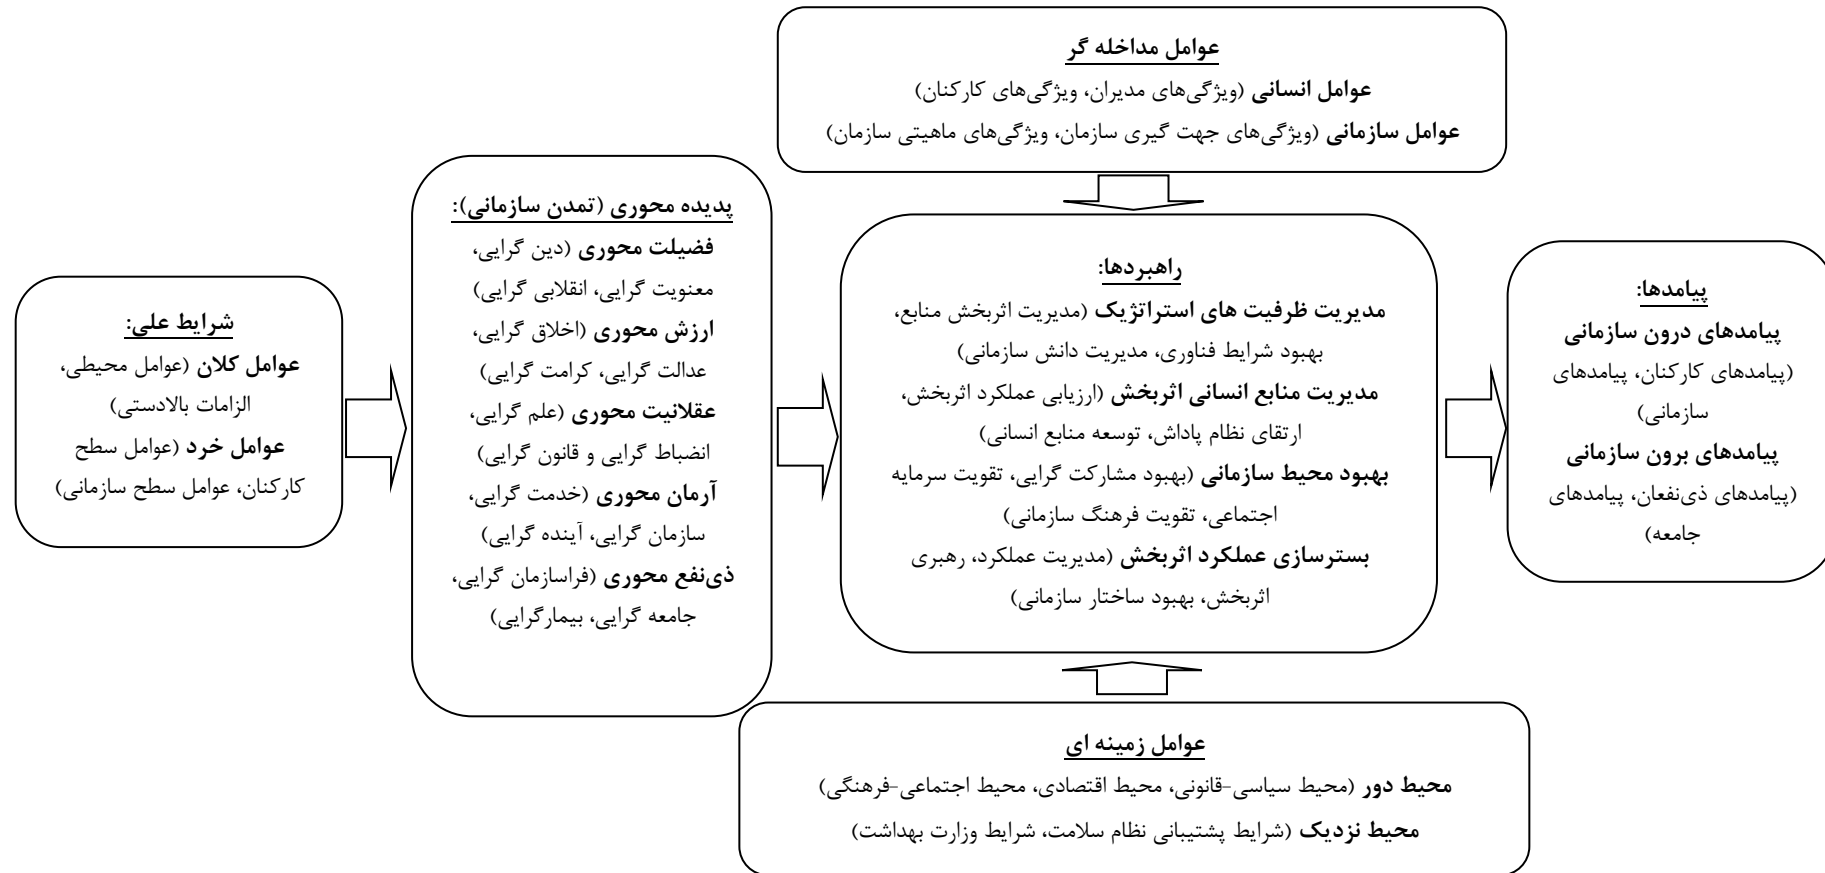 عوامل مداخله گر
عوامل انسانی (ویژگی‌های مدیران، ویژگی‌های کارکنان)
عوامل سازمانی (ویژگی‌های جهت گیری سازمان، ویژگی‌های ماهیتی سازمان)
شرایط علی:
عوامل کلان (عوامل محیطی،
الزامات بالادستی)
عوامل خرد (عوامل سطح
کارکنان، عوامل سطح سازمانی)
پدیده محوری (تمدن سازمانی):
فضیلت محوری (دین گرایی،
معنویت گرایی، انقلابی گرایی)
ارزش محوری (اخلاق گرایی،
عدالت گرایی، کرامت گرایی)
عقلانیت محوری (علم گرایی،
انضباط گرایی و قانون گرایی)
آرمان محوری (خدمت گرایی،
سازمان گرایی، آینده گرایی)
ذی‌نفع محوری (فراسازمان گرایی،
جامعه گرایی، بیمارگرایی)
راهبردها:
مدیریت ظرفیت های استراتژیک (مدیریت اثربخش منابع،
بهبود شرایط فناوری، مدیریت دانش سازمانی)
مدیریت منابع انسانی اثربخش (ارزیابی عملکرد اثربخش،
ارتقای نظام پاداش، توسعه منابع انسانی)
بهبود محیط سازمانی (بهبود مشارکت گرایی، تقویت سرمایه
اجتماعی، تقویت فرهنگ سازمانی)
بسترسازی عملکرد اثربخش (مدیریت عملکرد، رهبری
اثربخش، بهبود ساختار سازمانی)
پیامدها:
پیامدهای درون سازمانی
(پیامدهای کارکنان، پیامدهای
سازمانی)
پیامدهای برون سازمانی
(پیامدهای ذی‌نفعان، پیامدهای
جامعه)
عوامل زمینه ای
محیط دور (محیط سیاسی-قانونی، محیط اقتصادی، محیط اجتماعی-فرهنگی)
محیط نزدیک (شرایط پشتیبانی نظام سلامت، شرایط وزارت بهداشت)